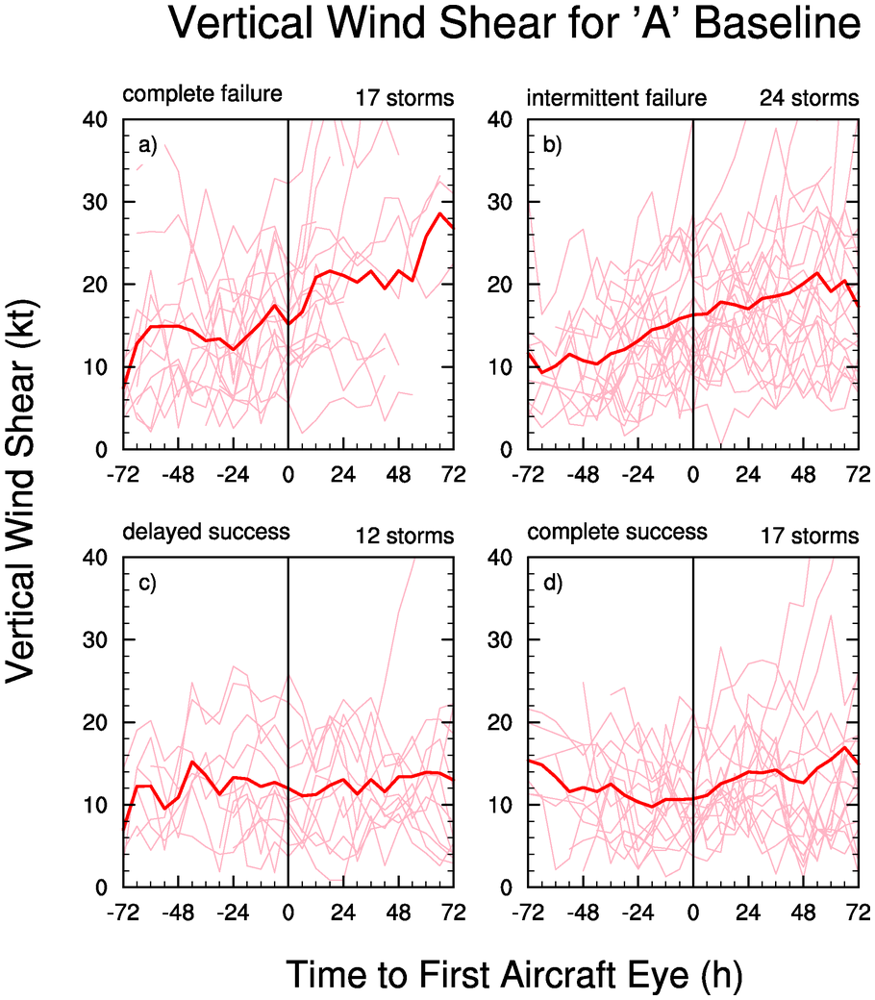 Vertical Wind Shear for 'A' Baseline
complete failure 17 storms
intermittent failure 24 storms
a)
b)
40
30
20
10
0
-72 -48 -24 0 24 48 72
40
30
20
10
0
-72 -48 -24 0 24 48 72
delayed success 12 storms
complete success 17 storms
c)
d)
40
30
20
10
0
-72 -48 -24 0 24 48 72
40
30
20
10
0
-72 -48 -24 0 24 48 72
Vertical Wind Shear (kt)
Time to First Aircraft Eye (h)